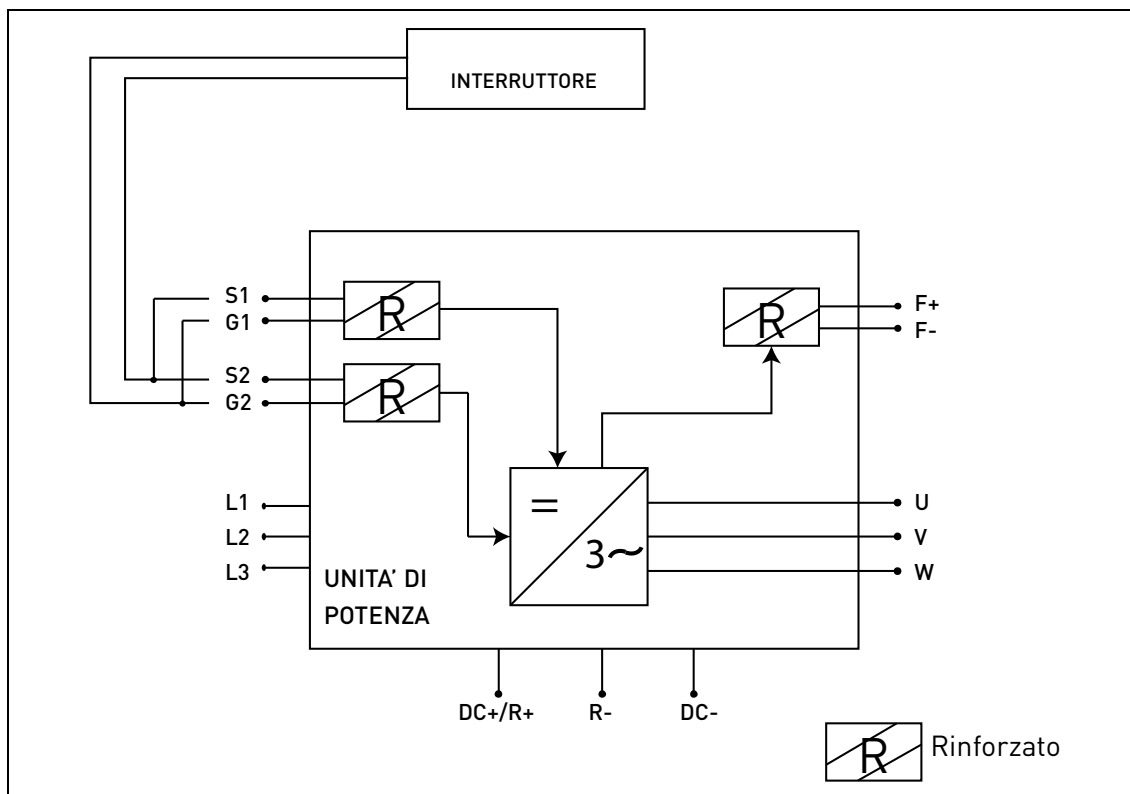 INTERRUTTORE
S1
G1
S2
G2
R
R
R
F+
F-
L1
L2
L3
=
3~
U
V
W
UNITA' DI
POTENZA
DC+/R+
R-
DC-
R
Rinforzato